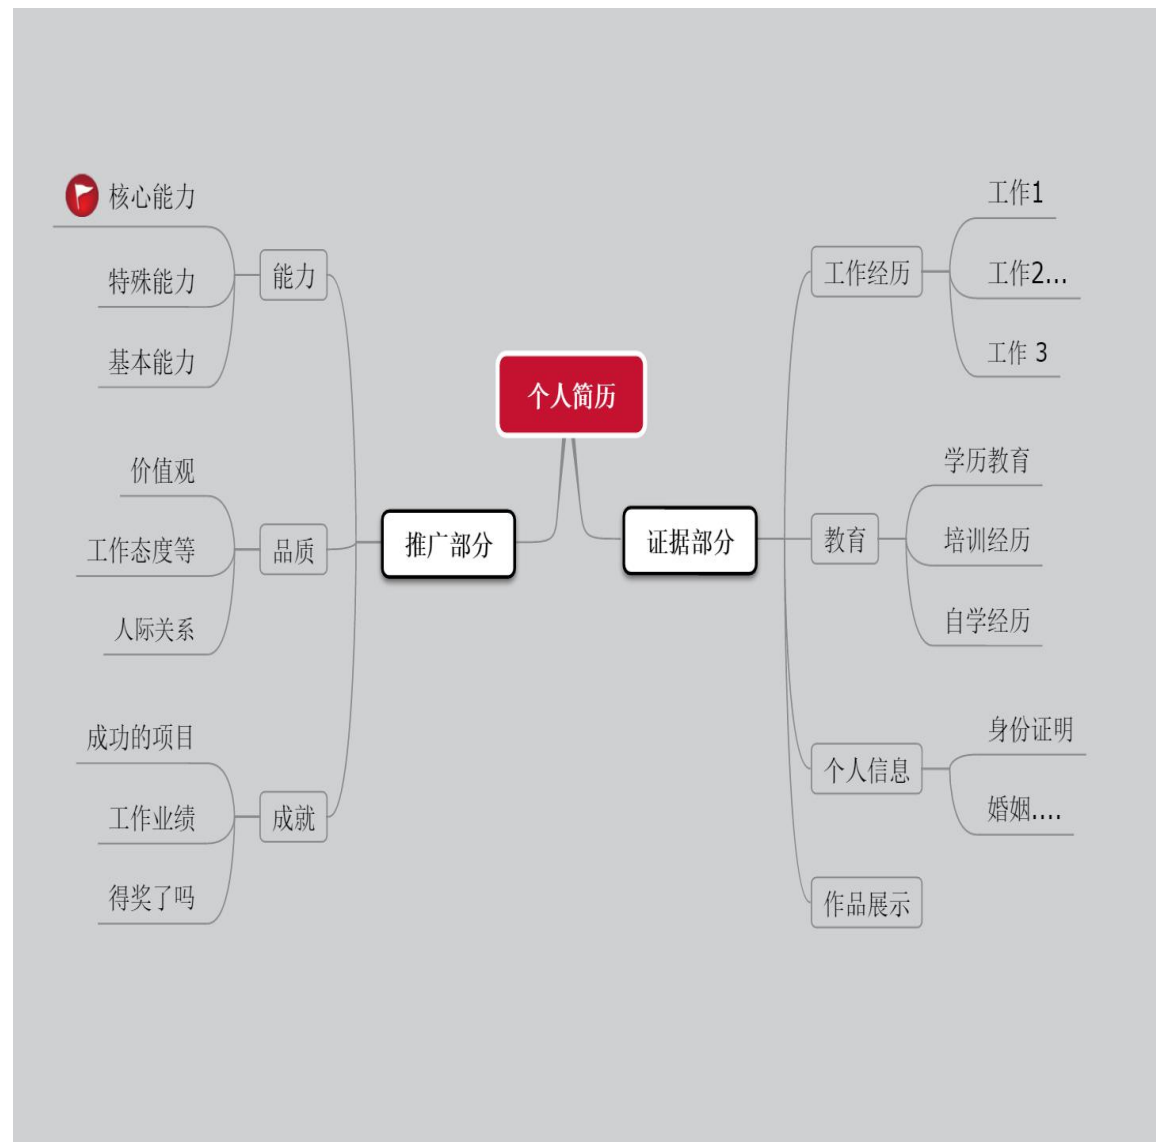 个人简历
推广部分
能力
核心能力
特殊能力
基本能力
品质
价值观
工作态度等
人际关系
成就
成功的项目
工作业绩
得奖了吗
证据部分
工作经历
工作1
工作2...
工作 3
教育
学历教育
培训经历
自学经历
个人信息
身份证明
婚姻....
作品展示